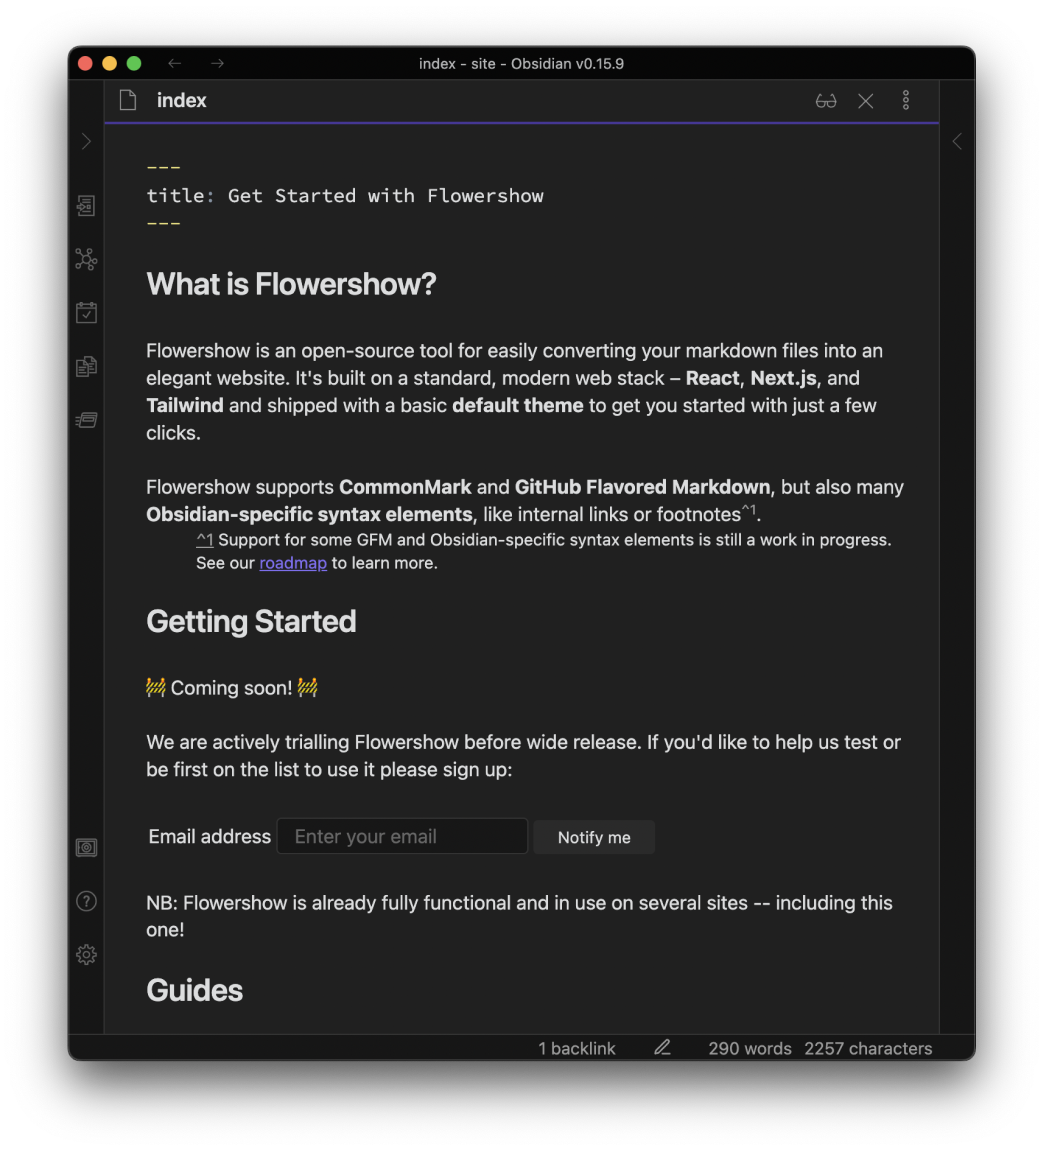 index - site - Obsidian v0.15.9
index
---
title: Get Started with Flowershow
---
What is Flowershow?
Flowershow is an open-source tool for easily converting your markdown files into an
elegant website. It's built on a standard, modern web stack – React, Next.js, and
Tailwind and shipped with a basic default theme to get you started with just a few
clicks.
Flowershow supports CommonMark and GitHub Flavored Markdown, but also many
Obsidian-specific syntax elements, like internal links or footnotes^1.
^1 Support for some GFM and Obsidian-specific syntax elements is still a work in progress.
See our roadmap to learn more.
Getting Started
🚧 Coming soon! 🚧
We are actively trialling Flowershow before wide release. If you'd like to help us test or
be first on the list to use it please sign up:
Email address Enter your email Notify me
NB: Flowershow is already fully functional and in use on several sites -- including this
one!
Guides
1 backlink 290 words 2257 characters